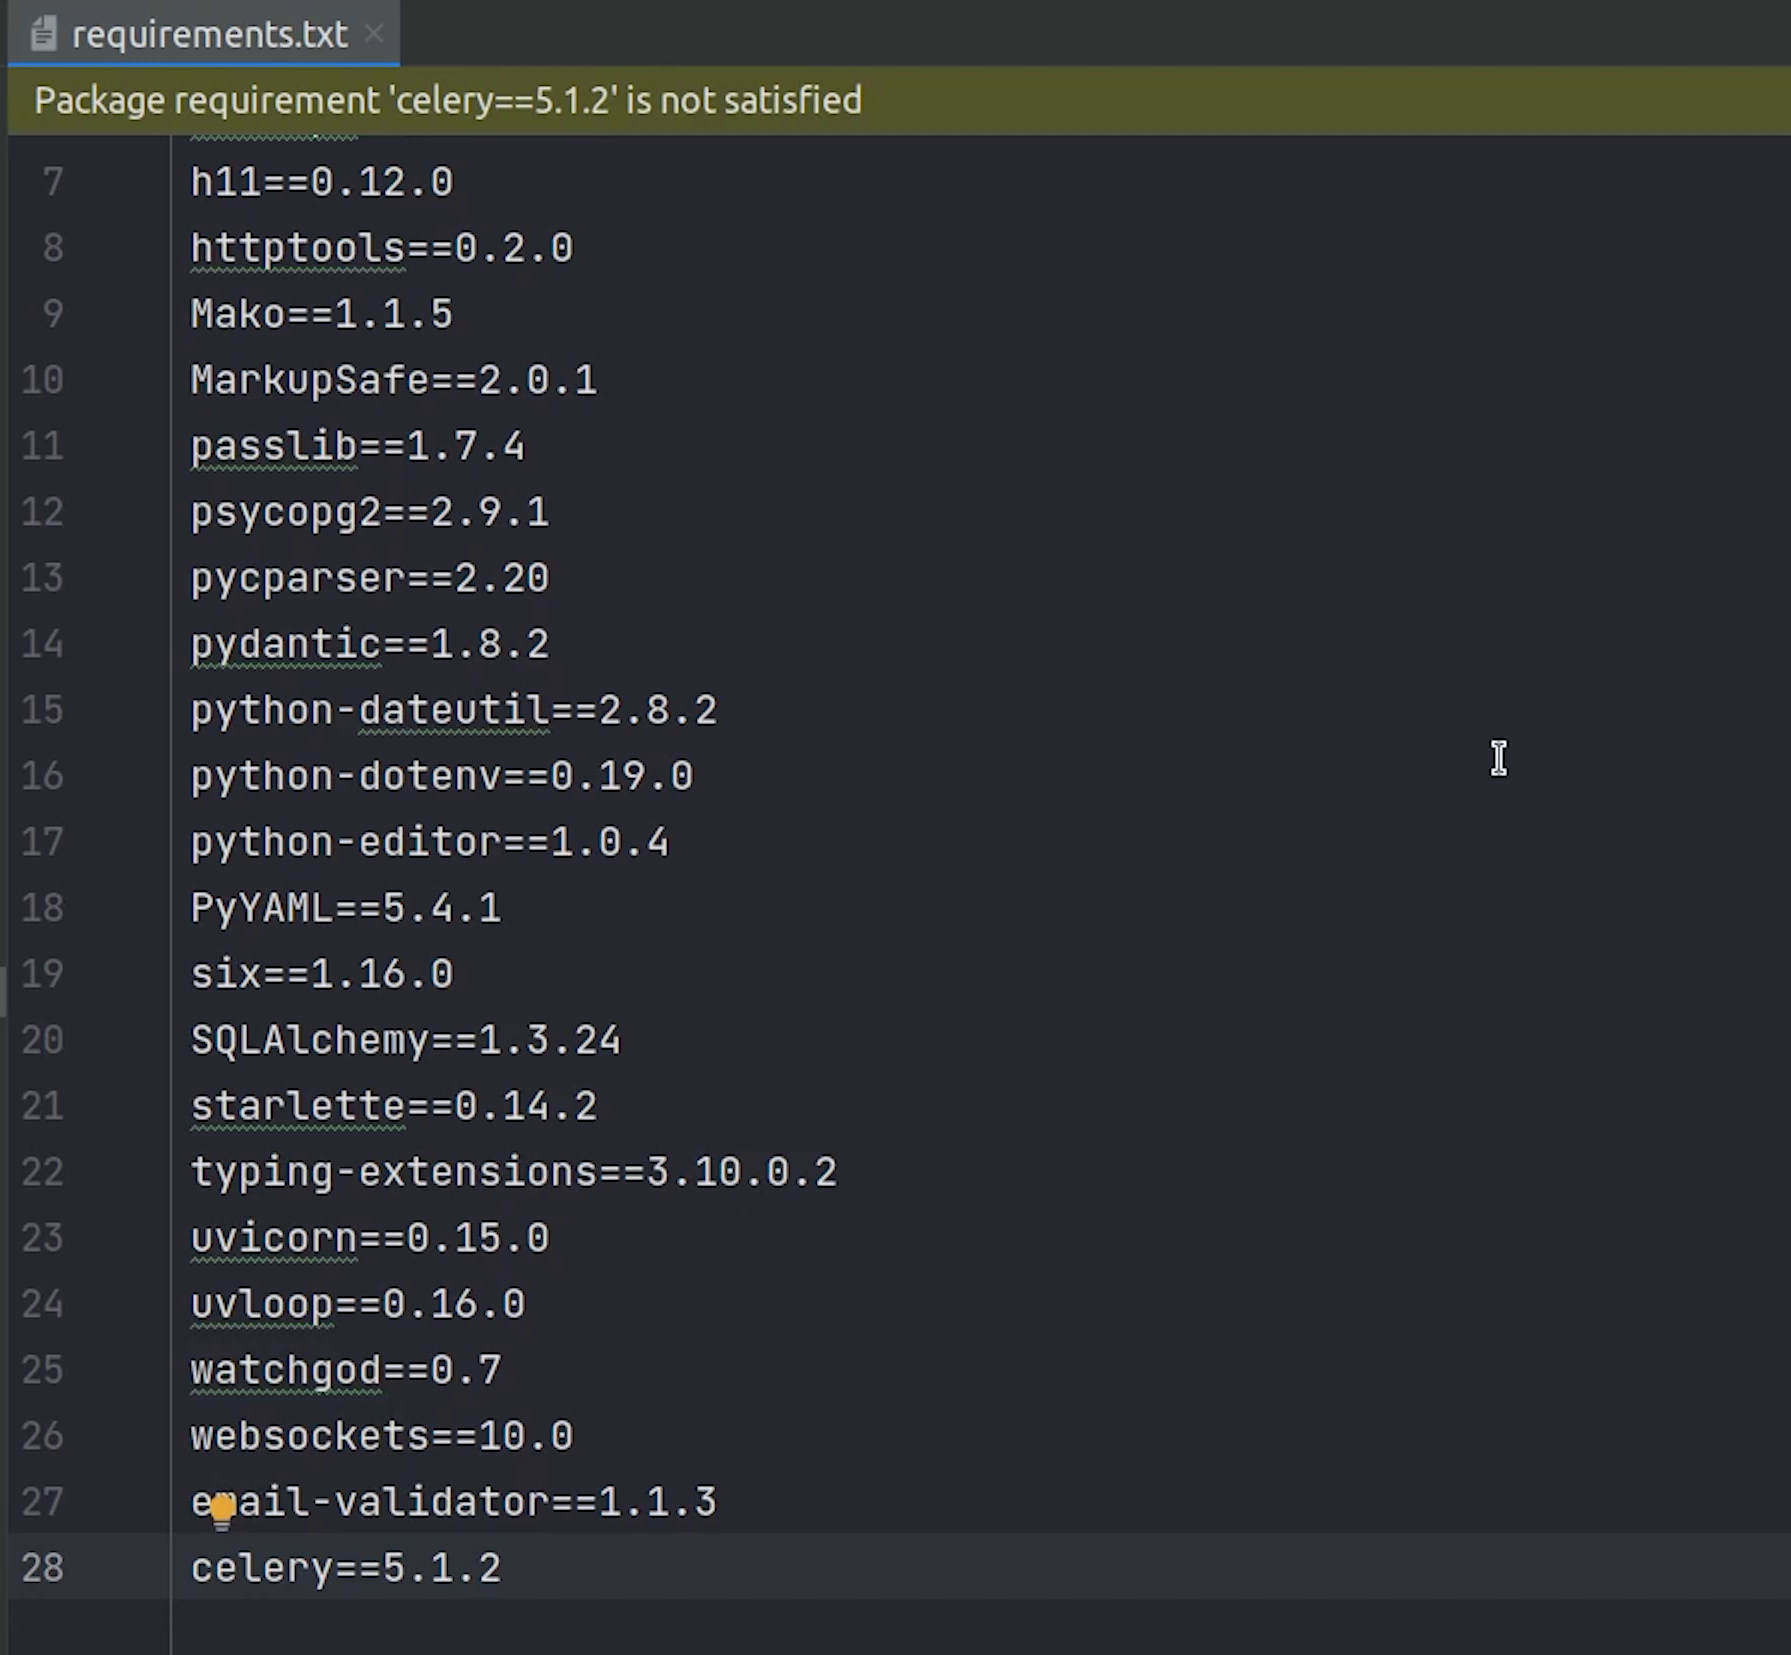 requirements.txt
Package requirement 'celery==5.1.2' is not satisfied
7 h11==0.12.0
8 httptools==0.2.0
9 Mako==1.1.5
10 MarkupSafe==2.0.1
11 passlib==1.7.4
12 psycopg2==2.9.1
13 pycparser==2.20
14 pydantic==1.8.2
15 python-dateutil==2.8.2
16 python-dotenv==0.19.0
17 python-editor==1.0.4
18 PyYAML==5.4.1
19 six==1.16.0
20 SQLAlchemy==1.3.24
21 starlette==0.14.2
22 typing-extensions==3.10.0.2
23 uvicorn==0.15.0
24 uvloop==0.16.0
25 watchgod==0.7
26 websockets==10.0
27 email-validator==1.1.3
28 celery==5.1.2